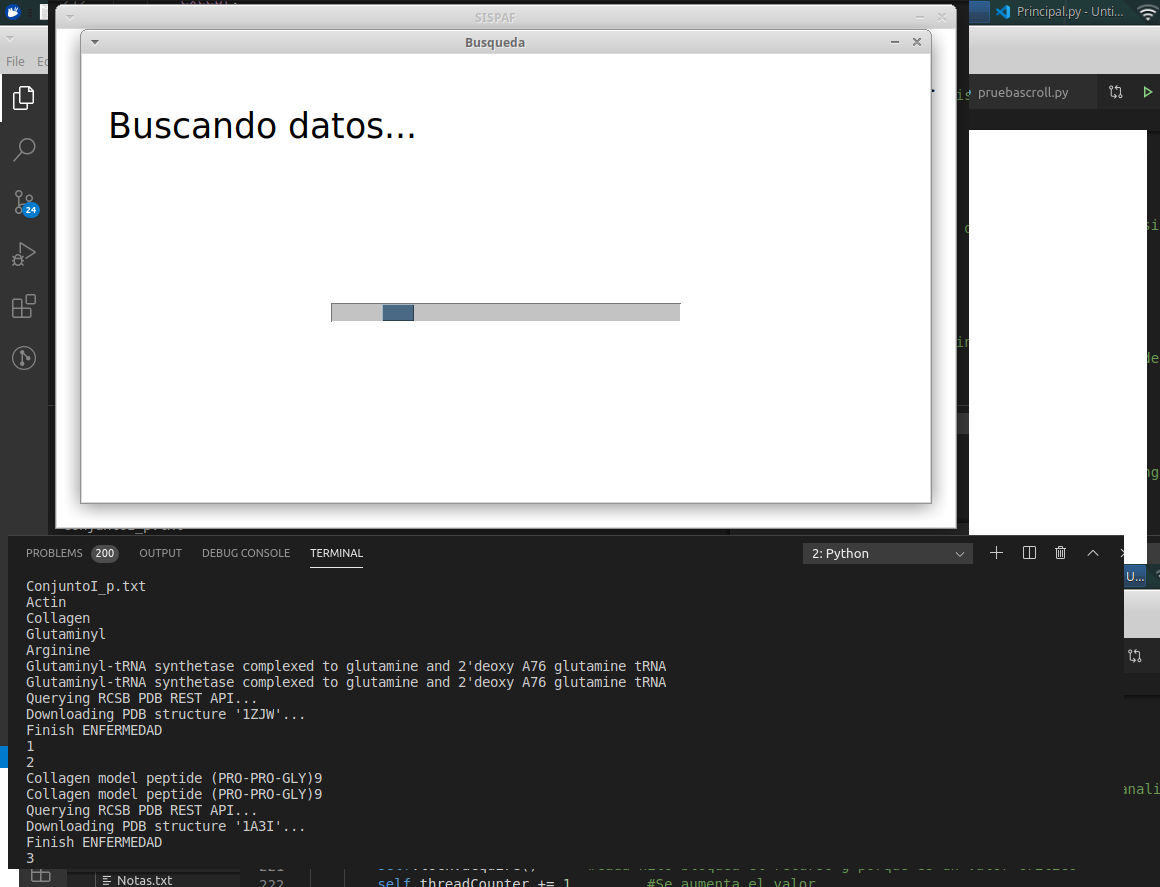 SISPAF
Principal.py - Unti...
Busqueda
File
Buscando datos...
pruebascroll.py
24
PROBLEMS 200 OUTPUT DEBUG CONSOLE TERMINAL
2: Python
U...
ConjuntoI_p.txt
Actin
Collagen
Glutaminyl
Arginine
Glutaminyl-tRNA synthetase complexed to glutamine and 2'deoxy A76 glutamine tRNA
Glutaminyl-tRNA synthetase complexed to glutamine and 2'deoxy A76 glutamine tRNA
Querying RCSB PDB REST API...
Downloading PDB structure '1ZJW'...
Finish ENFERMEDAD
1
2
Collagen model peptide (PRO-PRO-GLY)9
Collagen model peptide (PRO-PRO-GLY)9
Querying RCSB PDB REST API...
Downloading PDB structure '1A3I'...
Finish ENFERMEDAD
3
anali
Notas.txt
222 self.threadCounter += 1 #Se aumenta el valor